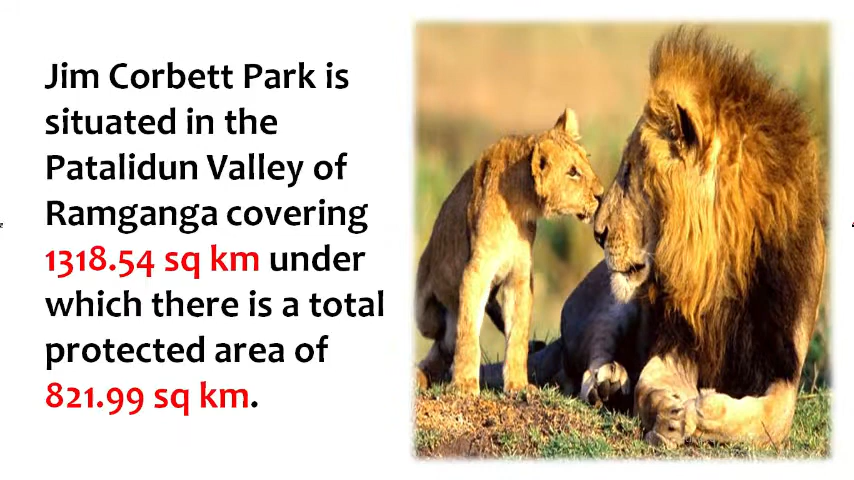 Jim Corbett Park is
situated in the
Patalidun Valley of
Ramganga covering
1318.54 sq km under
which there is a total
protected area of
821.99 sq km.